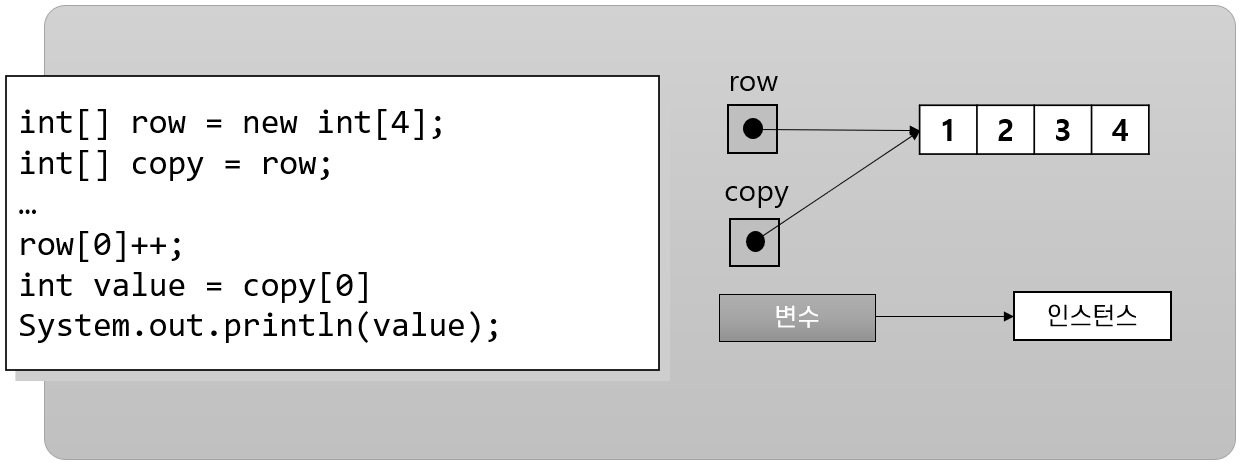 int[] row = new int[4];
int[] copy = row;
…
row[0]++;
int value = copy[0]
System.out.println(value);
row
1 2 3 4
copy
변수
인스턴스